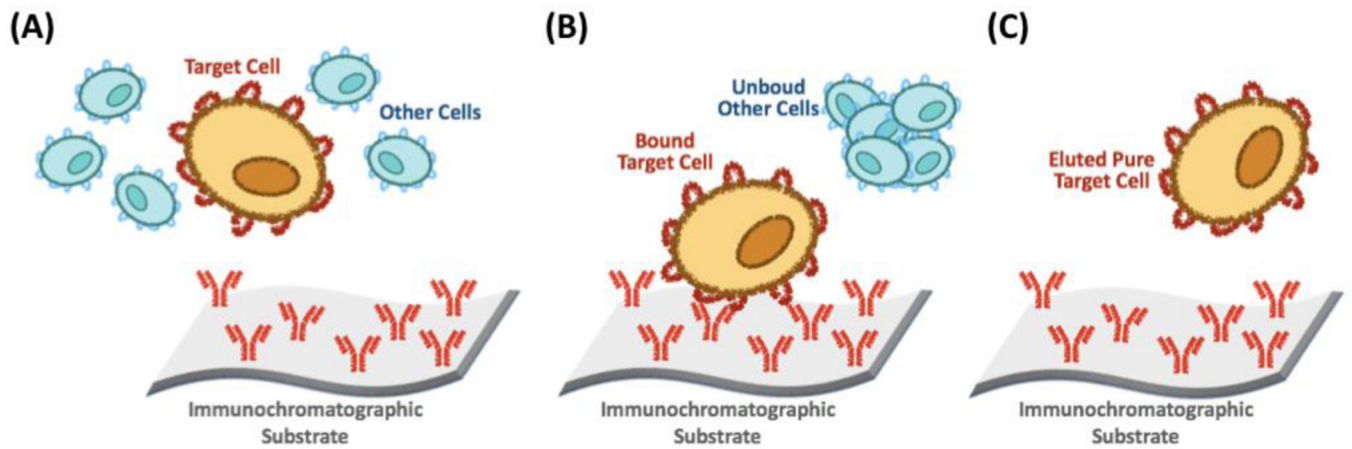 (A)
Target Cell
Other Cells
Immunochromatographic
Substrate
(B)
Unboud
Other Cells
Bound
Target Cell
Immunochromatographic
Substrate
(C)
Eluted Pure
Target Cell
Immunochromatographic
Substrate